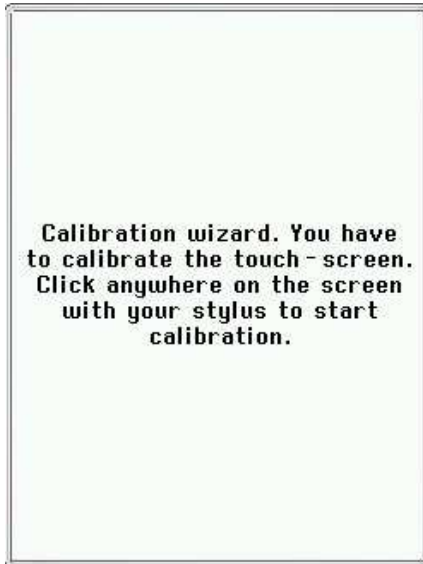 Calibration wizard. You have
to calibrate the touch-screen.
Click anywhere on the screen
with your stylus to start
calibration.